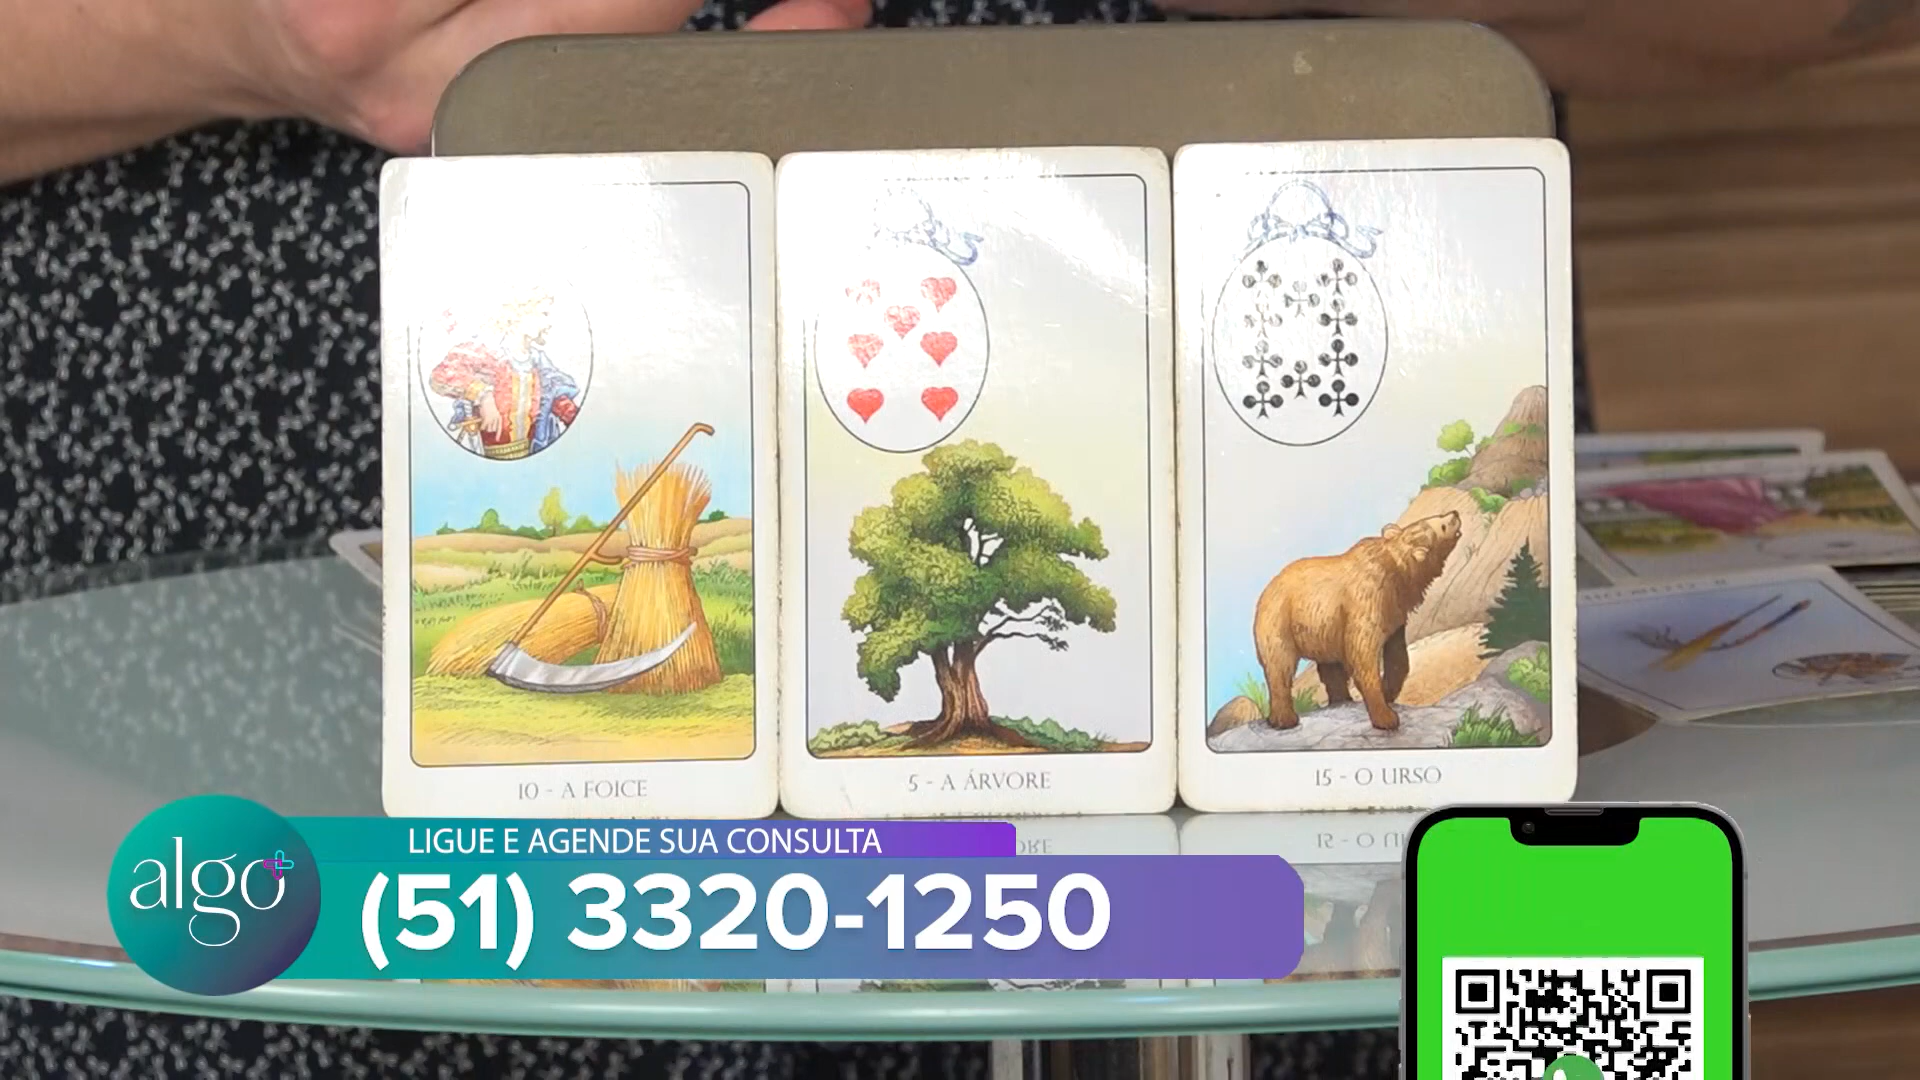 10 - A FOICE
5 - A ÁRVORE
15 - O URSO
LIGUE E AGENDE SUA CONSULTA
algo+
(51) 3320-1250